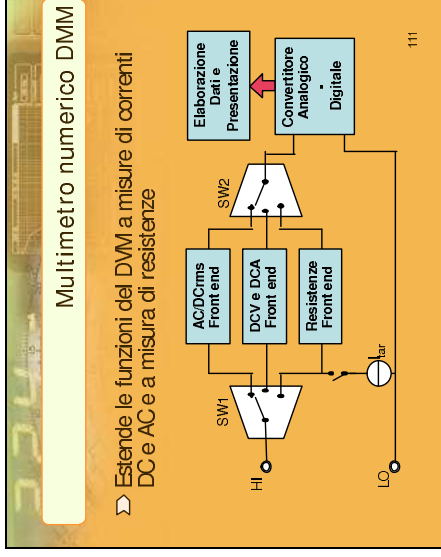 Multimetro numerico DMM
Estende le funzioni del DVM a misure di correnti
DC e AC e a misura di resistenze
Elaborazione
Dati e
Presentazione
SW1
AC/DCrms
Front end
SW2
Convertitore
Analogico
-
Digitale
HI
DCV e DCA
Front end
Resistenze
Front end
Itar
LO
111